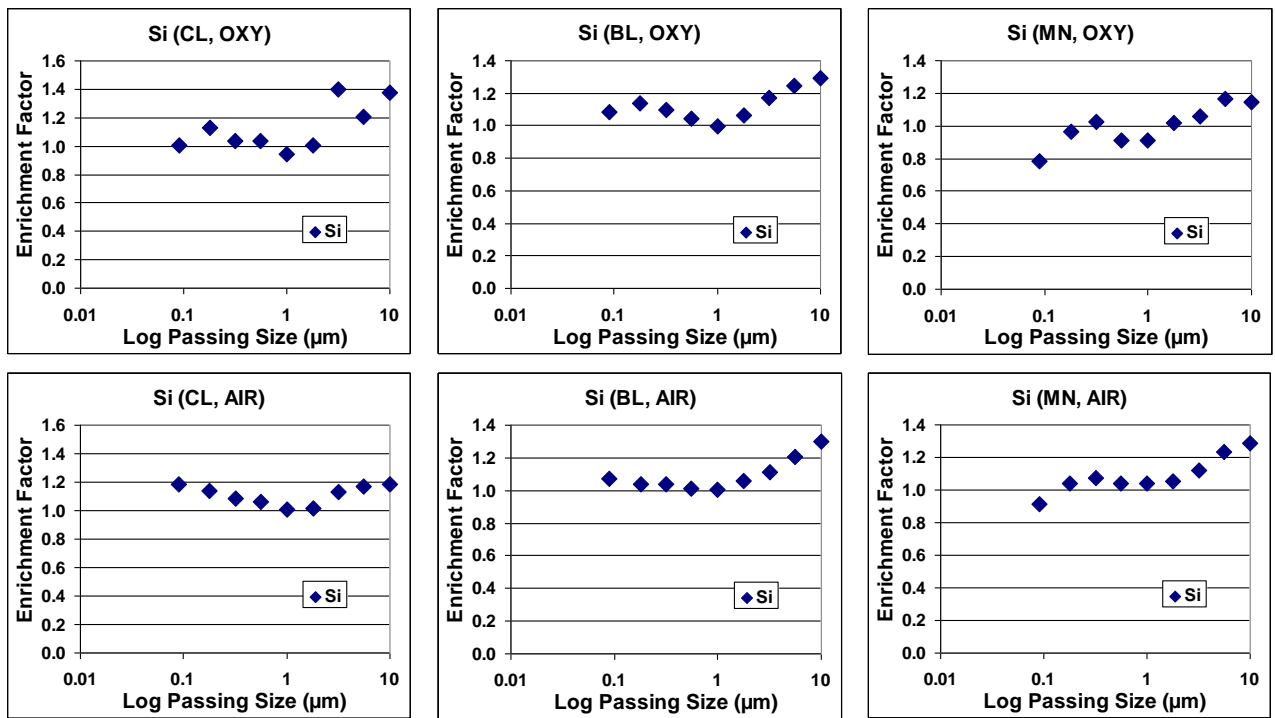 Si (CL, OXY)
Enrichment Factor
1.6
1.4
1.2
1.0
0.8
0.6
0.4
0.2
0.0
Si
0.01 0.1 1 10
Log Passing Size (µm)
Si (BL, OXY)
Enrichment Factor
1.4
1.2
1.0
0.8
0.6
0.4
0.2
0.0
Si
0.01 0.1 1 10
Log Passing Size (µm)
Si (MN, OXY)
Enrichment Factor
1.4
1.2
1.0
0.8
0.6
0.4
0.2
0.0
Si
0.01 0.1 1 10
Log Passing Size (µm)
Si (CL, AIR)
Enrichment Factor
1.6
1.4
1.2
1.0
0.8
0.6
0.4
0.2
0.0
Si
0.01 0.1 1 10
Log Passing Size (µm)
Si (BL, AIR)
Enrichment Factor
1.4
1.2
1.0
0.8
0.6
0.4
0.2
0.0
Si
0.01 0.1 1 10
Log Passing Size (µm)
Si (MN, AIR)
Enrichment Factor
1.4
1.2
1.0
0.8
0.6
0.4
0.2
0.0
Si
0.01 0.1 1 10
Log Passing Size (µm)